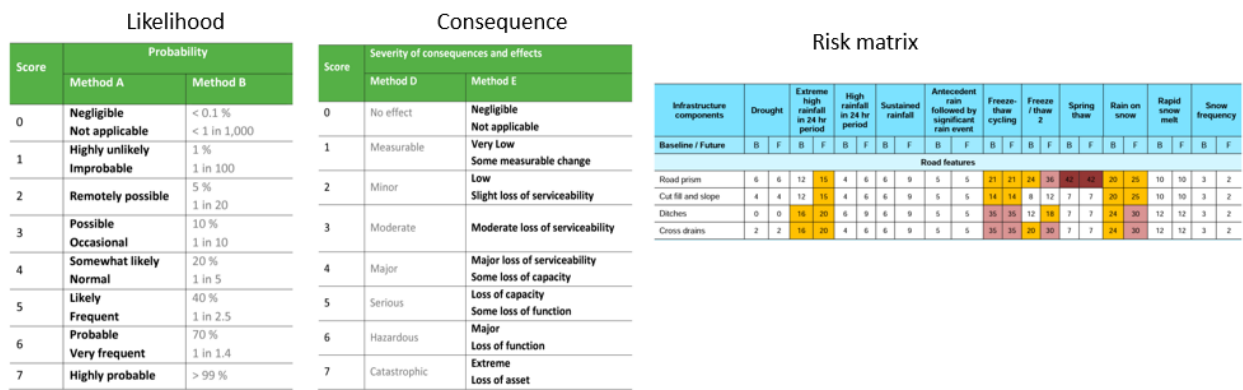 Likelihood
Score Probability
Method A Method B
0 Negligible < 0.1 %
Not applicable < 1 in 1,000
1 Highly unlikely 1 %
Improbable 1 in 100
2 Remotely possible 5 %
1 in 20
3 Possible 10 %
Occasional 1 in 10
4 Somewhat likely 20 %
Normal 1 in 5
5 Likely 40 %
Frequent 1 in 2.5
6 Probable 70 %
Very frequent 1 in 1.4
7 Highly probable > 99 %
Consequence
Score Severity of consequences and effects
Method D Method E
0 No effect Negligible
Not applicable
1 Measurable Very Low
Some measurable change
2 Minor Low
Slight loss of serviceability
3 Moderate Moderate loss of serviceability
4 Major Major loss of serviceability
Some loss of capacity
5 Serious Loss of capacity
Some loss of function
6 Hazardous Major
Loss of function
7 Catastrophic Extreme
Loss of asset
Risk matrix
Infrastructure components Drought Extreme high rainfall in 24 hr period High rainfall in 24 hr period Sustained rainfall Antecedent rain followed by significant rain event Freeze-thaw cycling Freeze / thaw 2 Spring thaw Rain on snow Rapid snow melt Snow frequency
Baseline / Future B F B F B F B F B F B F B F B F B F B F B F
Road features
Road prism 6 6 12 15 4 6 6 9 5 5 21 21 24 36 42 42 20 25 10 10 3 2
Cut fill and slope 4 4 12 15 4 6 6 9 5 5 14 14 8 12 7 7 20 25 10 10 3 2
Ditches 0 0 16 20 6 9 6 9 5 5 35 35 12 18 7 7 24 30 12 12 3 2
Cross drains 2 2 16 20 4 6 6 9 5 5 35 35 20 30 7 7 24 30 12 12 3 2